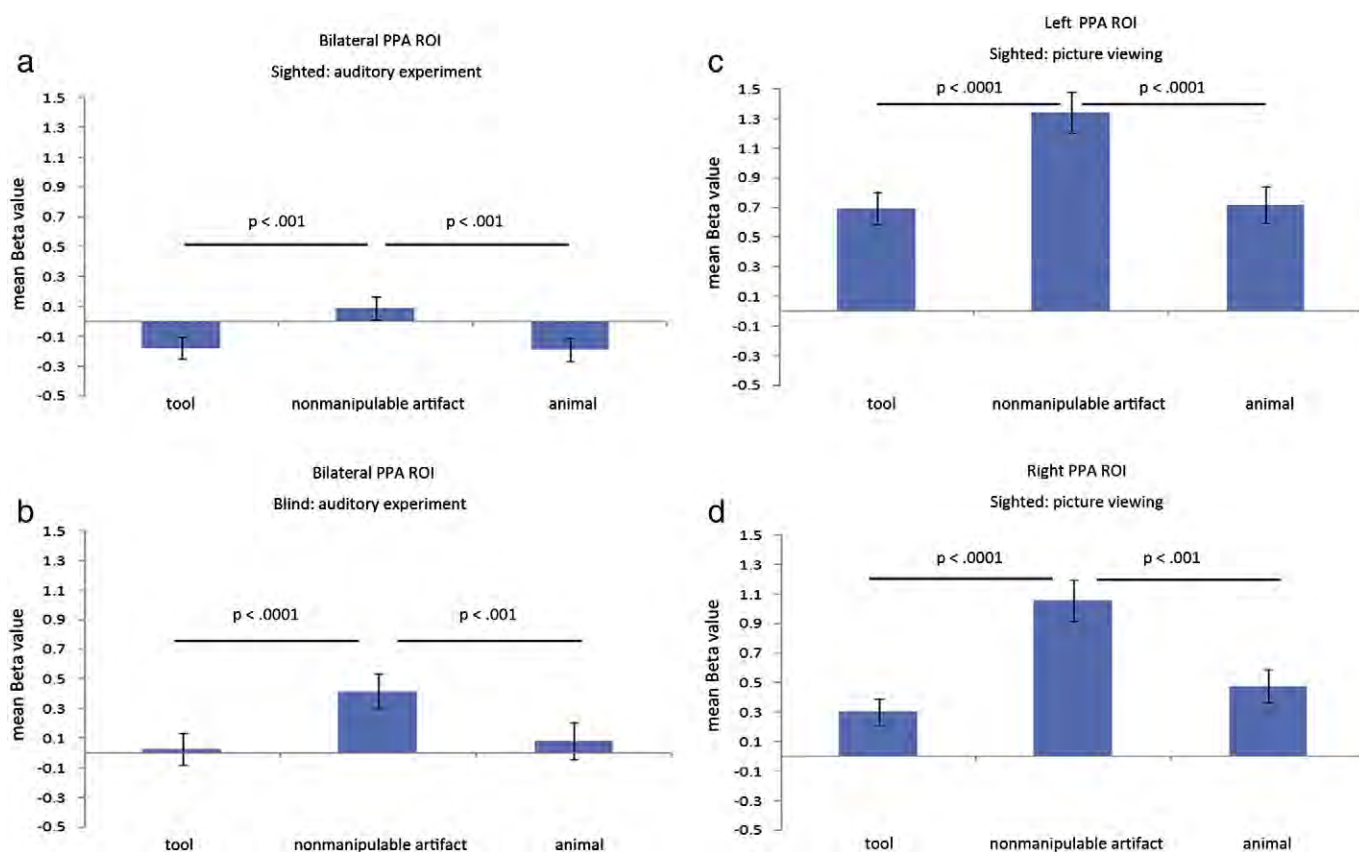 a
Bilateral PPA ROI
Sighted: auditory experiment
mean Beta value
1.5
1.3
1.1
0.9
0.7
0.5
0.3
0.1
-0.1
-0.3
-0.5
p < .001
p < .001
tool
nonmanipulable artifact
animal
b
Bilateral PPA ROI
Blind: auditory experiment
mean Beta value
1.5
1.3
1.1
0.9
0.7
0.5
0.3
0.1
-0.1
-0.3
-0.5
p < .0001
p < .001
tool
nonmanipulable artifact
animal
c
Left PPA ROI
Sighted: picture viewing
mean Beta value
1.5
1.3
1.1
0.9
0.7
0.5
0.3
0.1
-0.1
-0.3
-0.5
p < .0001
p < .0001
tool
nonmanipulable artifact
animal
d
Right PPA ROI
Sighted: picture viewing
mean Beta value
1.5
1.3
1.1
0.9
0.7
0.5
0.3
0.1
-0.1
-0.3
-0.5
p < .0001
p < .001
tool
nonmanipulable artifact
animal